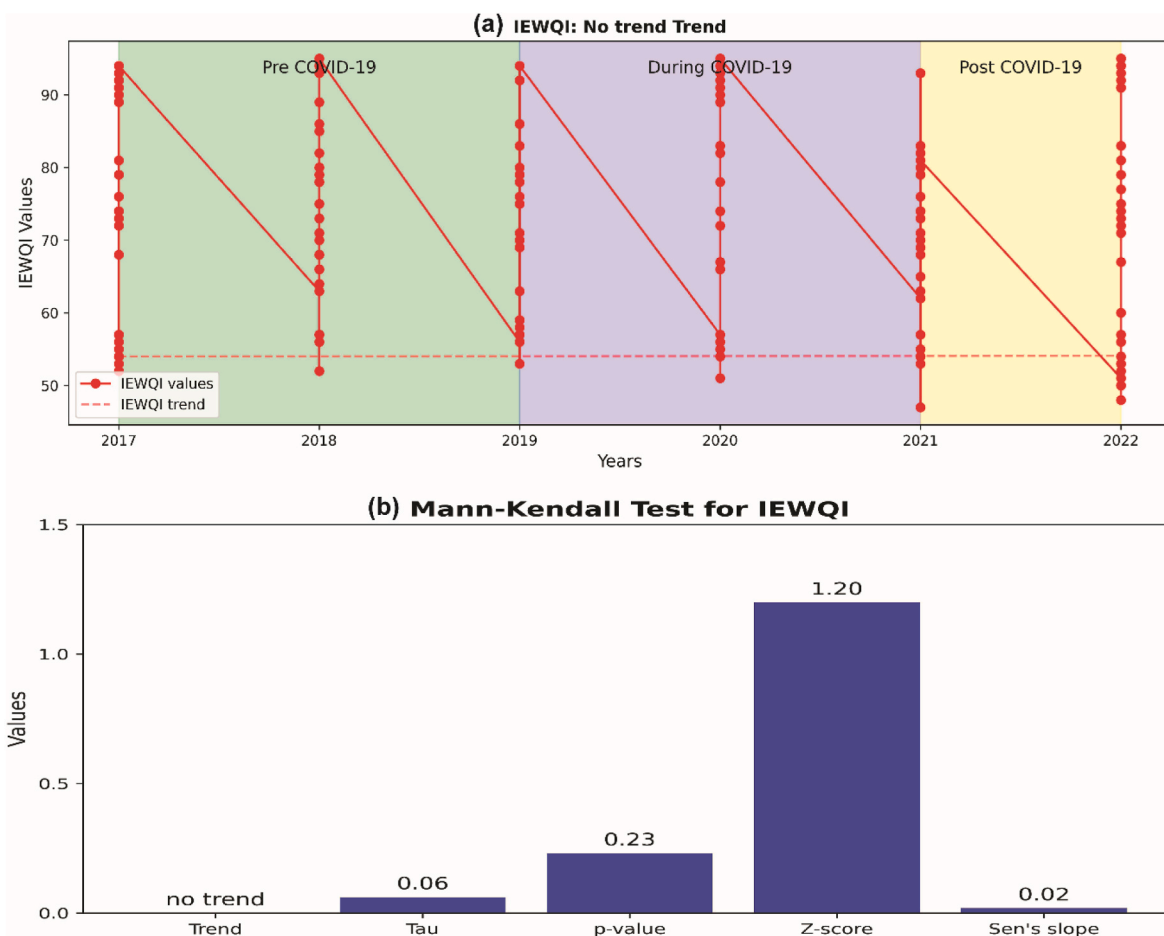 (a) IEWQI: No trend Trend
Pre COVID-19 During COVID-19 Post COVID-19
90
80
70
60
50
IEWQI Values
IEWQI values
IEWQI trend
2017 2018 2019 2020 2021 2022
Years
(b) Mann-Kendall Test for IEWQI
1.5
1.0
0.5
0.0
Values
no trend 0.06 0.23 1.20 0.02
Trend Tau p-value Z-score Sen's slope